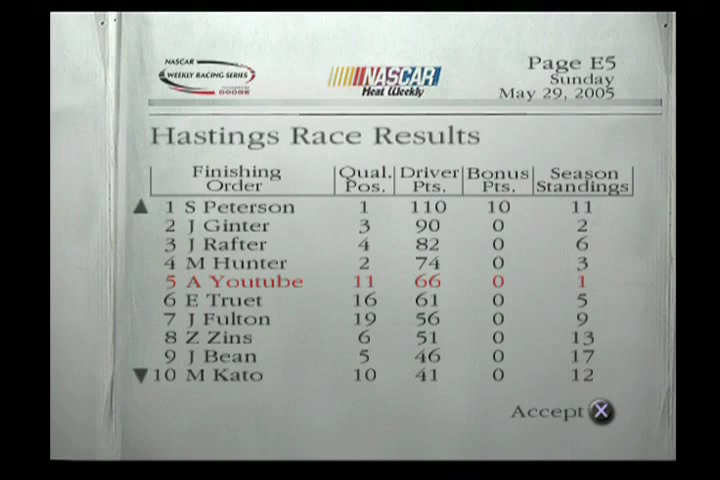 NASCAR
WEEKLY RACING SERIES
DODGE
NASCAR
Heat Weekly
Page E5
Sunday
May 29, 2005
Hastings Race Results
Finishing Order Qual. Pos. Driver Pts. Bonus Pts. Season Standings
1 S Peterson 1 110 10 11
2 J Ginter 3 90 0 2
3 J Rafter 4 82 0 6
4 M Hunter 2 74 0 3
5 A Youtube 11 66 0 1
6 E Truet 16 61 0 5
7 J Fulton 19 56 0 9
8 Z Zins 6 51 0 13
9 J Bean 5 46 0 17
10 M Kato 10 41 0 12
Accept